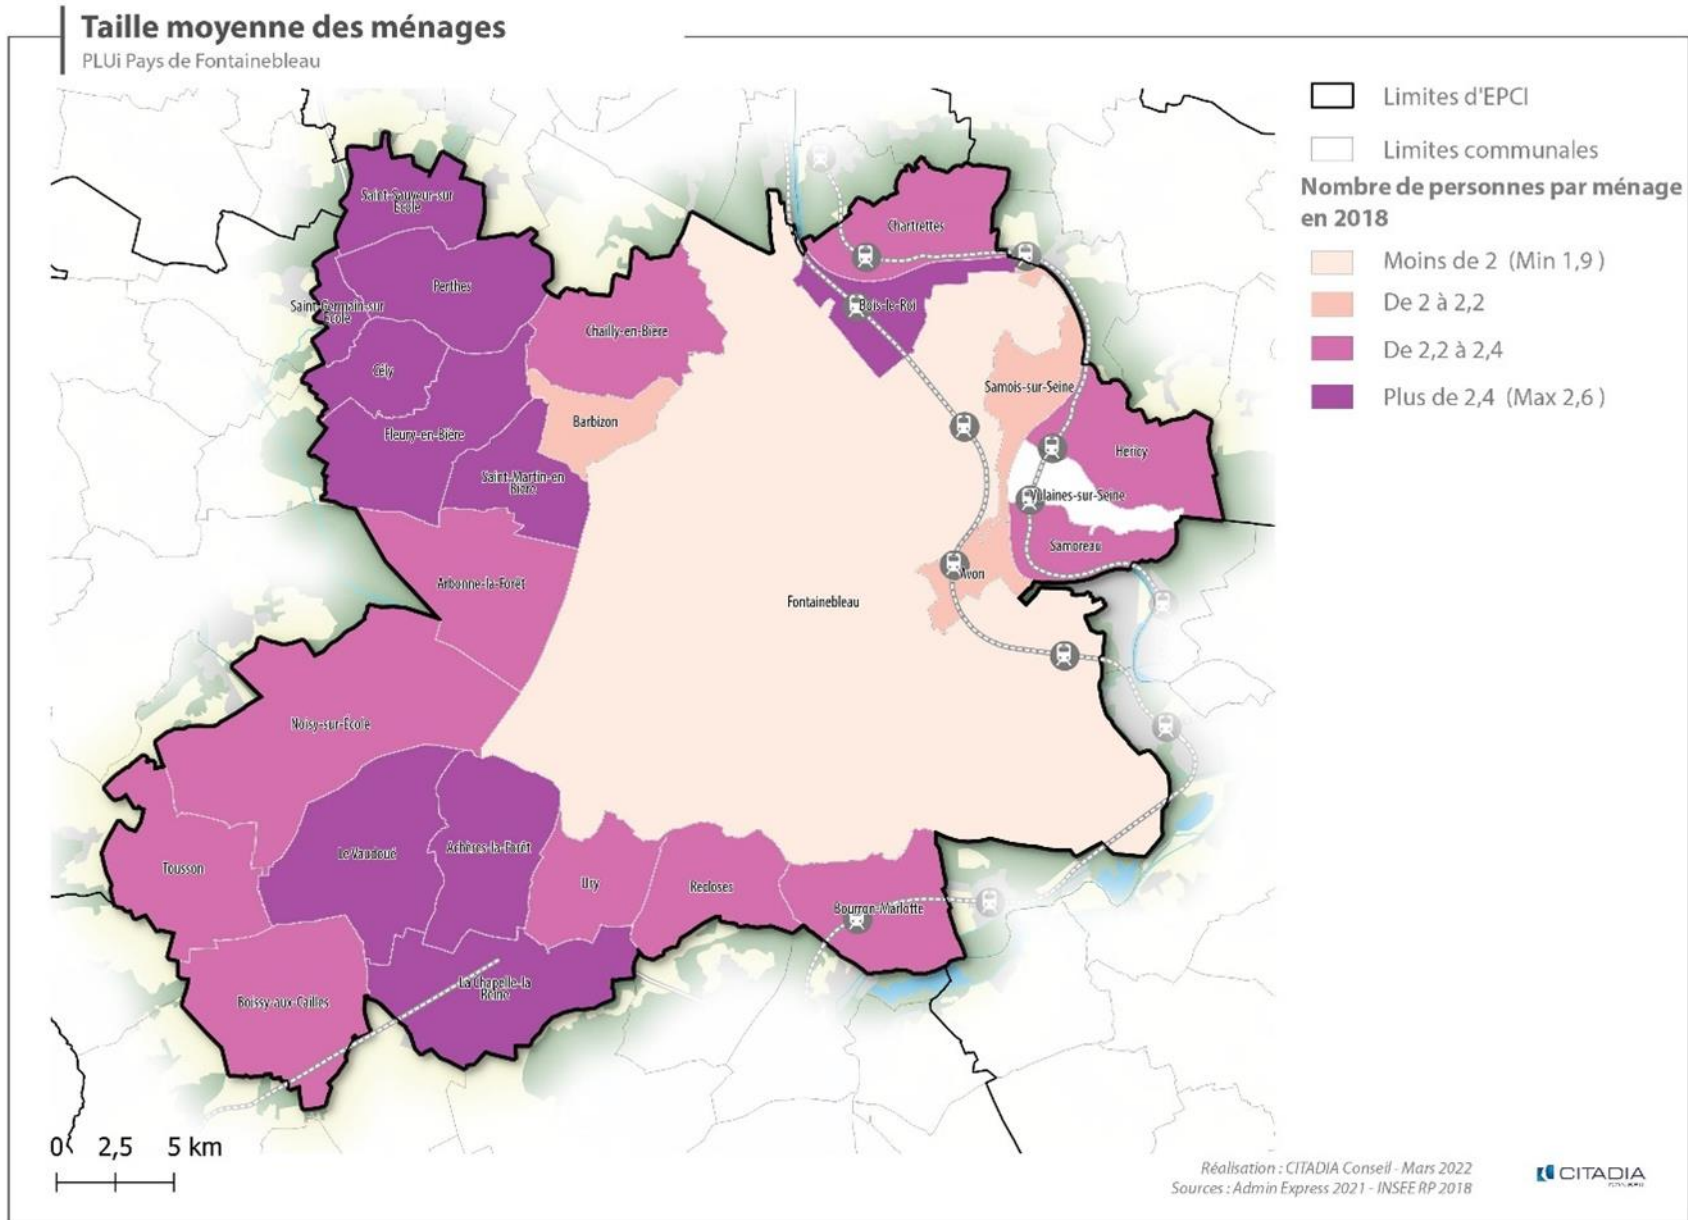 Taille moyenne des ménages
PLUi Pays de Fontainebleau
Limites d'EPCI
Limites communales
Nombre de personnes par ménage
en 2018
Moins de 2 (Min 1,9 )
De 2 à 2,2
De 2,2 à 2,4
Plus de 2,4 (Max 2,6 )
Saint-Sauveur-sur
École
Chartrettes
Perthes
Saint-Germain-sur
École
Bois-le-Roi
Chailly-en-Bière
Cély
Samois-sur-Seine
Barbizon
Fleury-en-Bière
Héricy
Saint-Martin-en
Bière
Vulaines-sur-Seine
Samoreau
Avon
Arbonne-la-Forêt
Fontainebleau
Noisy-sur-École
Le Vaudoué
Achères-la-Forêt
Tousson
Ury
Recloses
Bourron-Marlotte
La Chapelle-la
Reine
Boissy-aux-Cailles
0 2,5 5 km
Réalisation : CITADIA Conseil - Mars 2022
Sources : Admin Express 2021 - INSEE RP 2018
CITADIA
CONSEIL